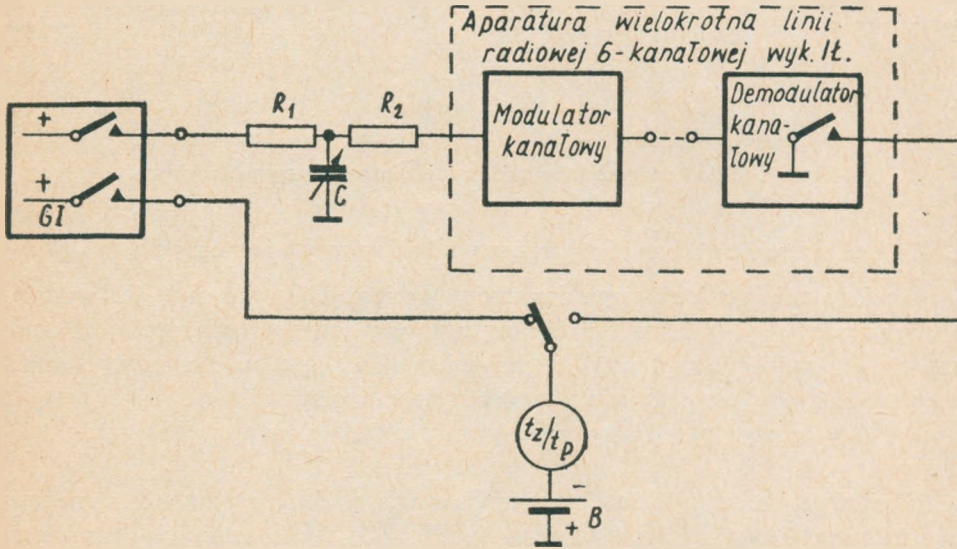 Aparatura wielokrotna linii
radiowej 6-kanałowej wyk. IŁ.
+
+
GI
R1
R2
C
Modulator
kanałowy
Demodulator
kana-
łowy
tz/tp
-
+ B